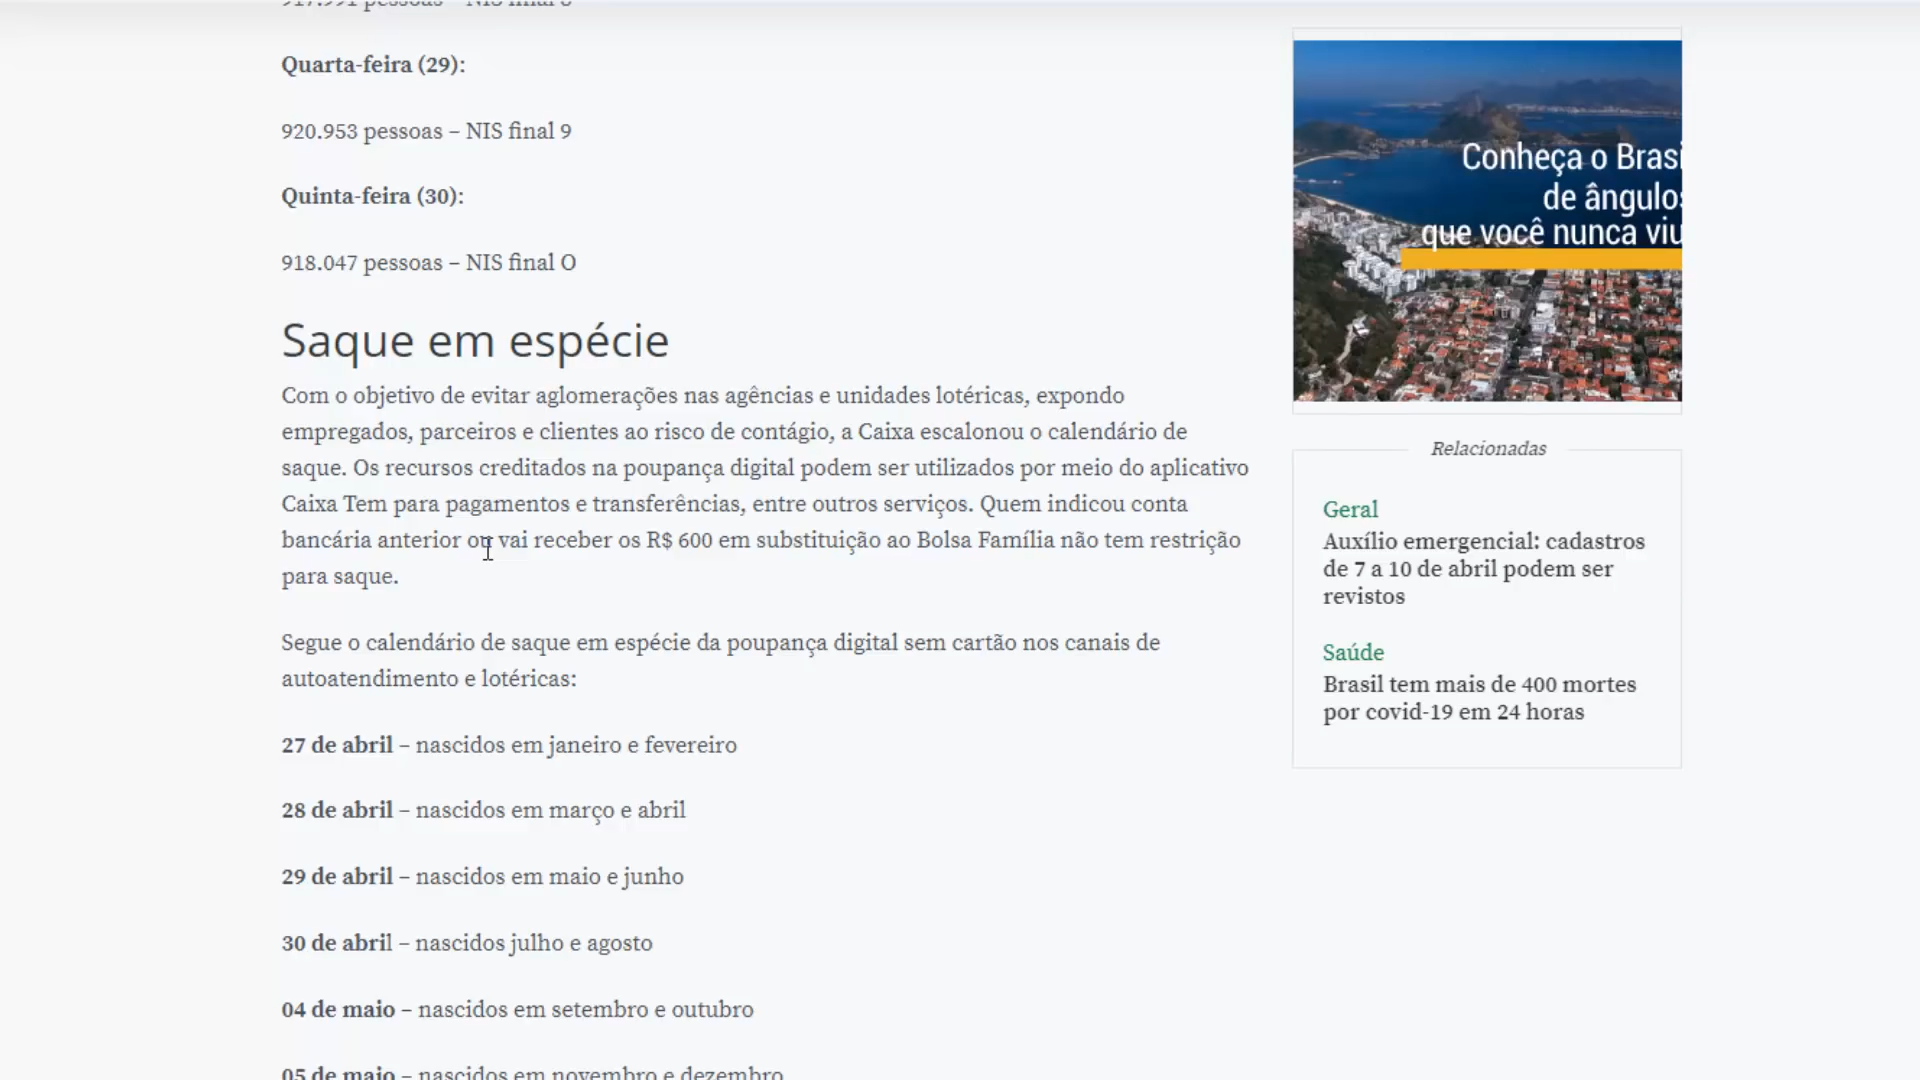 917.991 pessoas – NIS final 8
Quarta-feira (29):
920.953 pessoas – NIS final 9
Quinta-feira (30):
918.047 pessoas – NIS final O
Saque em espécie
Com o objetivo de evitar aglomerações nas agências e unidades lotéricas, expondo
empregados, parceiros e clientes ao risco de contágio, a Caixa escalonou o calendário de
saque. Os recursos creditados na poupança digital podem ser utilizados por meio do aplicativo
Caixa Tem para pagamentos e transferências, entre outros serviços. Quem indicou conta
bancária anterior ou vai receber os R$ 600 em substituição ao Bolsa Família não tem restrição
para saque.
Segue o calendário de saque em espécie da poupança digital sem cartão nos canais de
autoatendimento e lotéricas:
27 de abril – nascidos em janeiro e fevereiro
28 de abril – nascidos em março e abril
29 de abril – nascidos em maio e junho
30 de abril – nascidos julho e agosto
04 de maio – nascidos em setembro e outubro
05 de maio – nascidos em novembro e dezembro
Conheça o Brasi
de ângulos
que você nunca viu
Relacionadas
Geral
Auxílio emergencial: cadastros
de 7 a 10 de abril podem ser
revistos
Saúde
Brasil tem mais de 400 mortes
por covid-19 em 24 horas